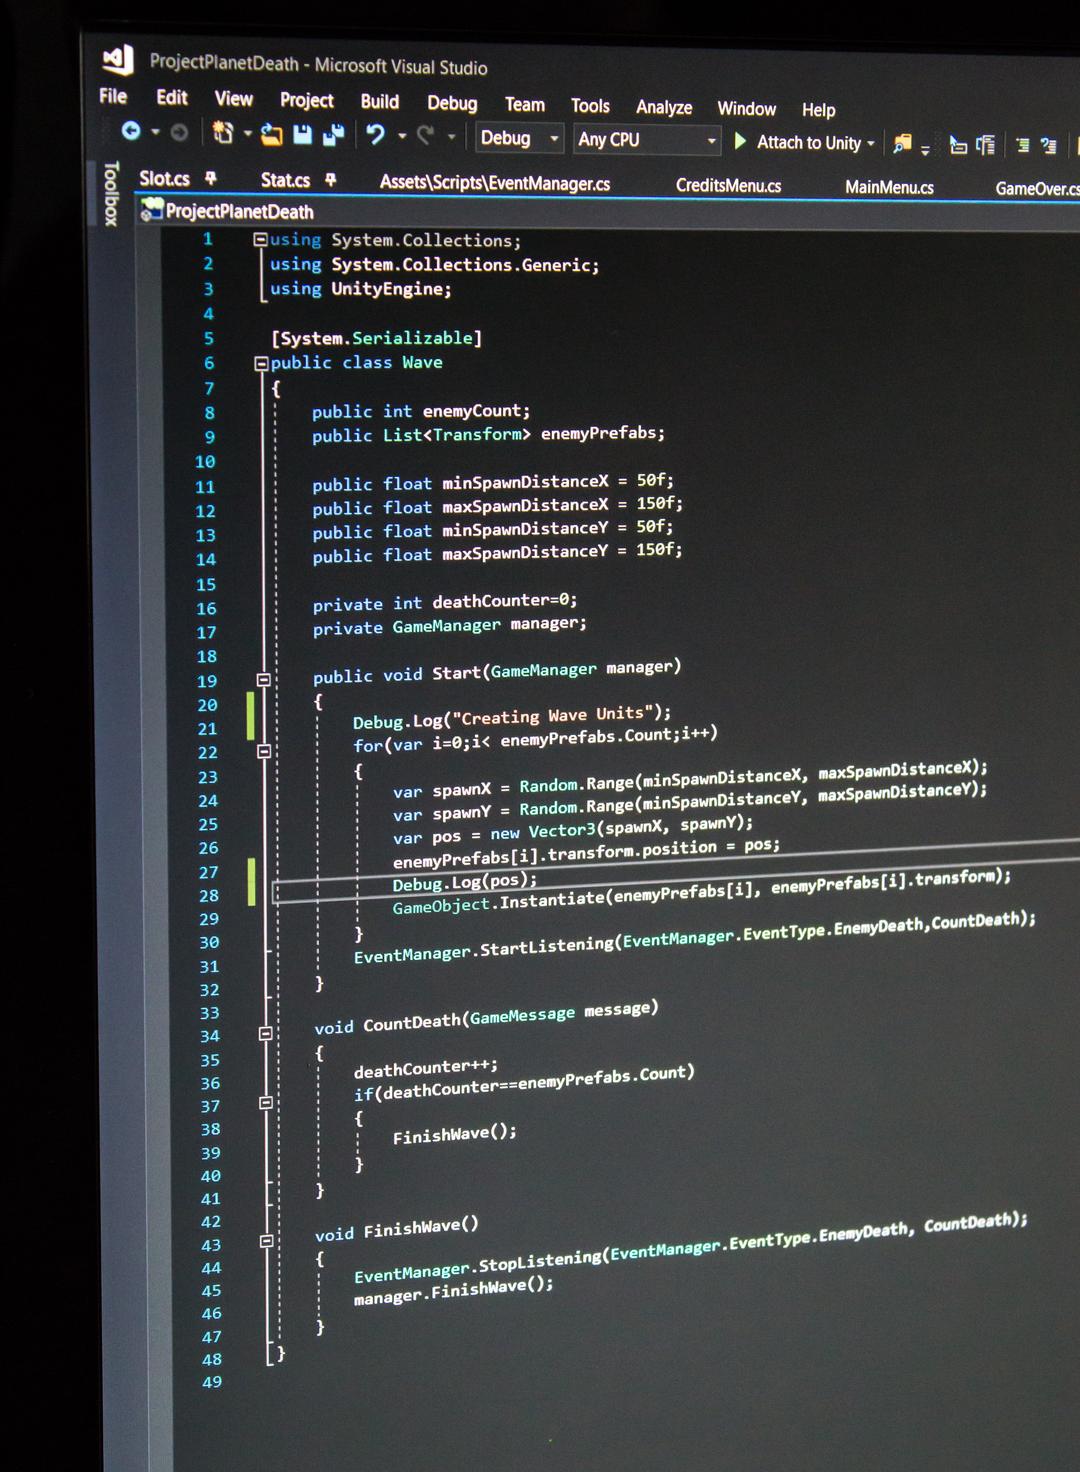 ProjectPlanetDeath - Microsoft Visual Studio
File Edit View Project Build Debug Team Tools Analyze Window Help
Debug Any CPU Attach to Unity
Toolbox
Slot.cs Stat.cs Assets\Scripts\EventManager.cs CreditsMenu.cs MainMenu.cs GameOver.cs
ProjectPlanetDeath
1 using System.Collections;
2 using System.Collections.Generic;
3 using UnityEngine;
4
5 [System.Serializable]
6 public class Wave
7 {
8 public int enemyCount;
9 public List<Transform> enemyPrefabs;
10
11 public float minSpawnDistanceX = 50f;
12 public float maxSpawnDistanceX = 150f;
13 public float minSpawnDistanceY = 50f;
14 public float maxSpawnDistanceY = 150f;
15
16 private int deathCounter=0;
17 private GameManager manager;
18
19 public void Start(GameManager manager)
20 {
21 Debug.Log("Creating Wave Units");
22 for(var i=0;i< enemyPrefabs.Count;i++)
23 {
24 var spawnX = Random.Range(minSpawnDistanceX, maxSpawnDistanceX);
25 var spawnY = Random.Range(minSpawnDistanceY, maxSpawnDistanceY);
26 var pos = new Vector3(spawnX, spawnY);
27 enemyPrefabs[i].transform.position = pos;
28 Debug.Log(pos);
29 GameObject.Instantiate(enemyPrefabs[i], enemyPrefabs[i].transform);
30 }
31 EventManager.StartListening(EventManager.EventType.EnemyDeath,CountDeath);
32 }
33
34 void CountDeath(GameMessage message)
35 {
36 deathCounter++;
37 if(deathCounter==enemyPrefabs.Count)
38 {
39 FinishWave();
40 }
41 }
42
43 void FinishWave()
44 {
45 EventManager.StopListening(EventManager.EventType.EnemyDeath, CountDeath);
46 manager.FinishWave();
47 }
48 }
49